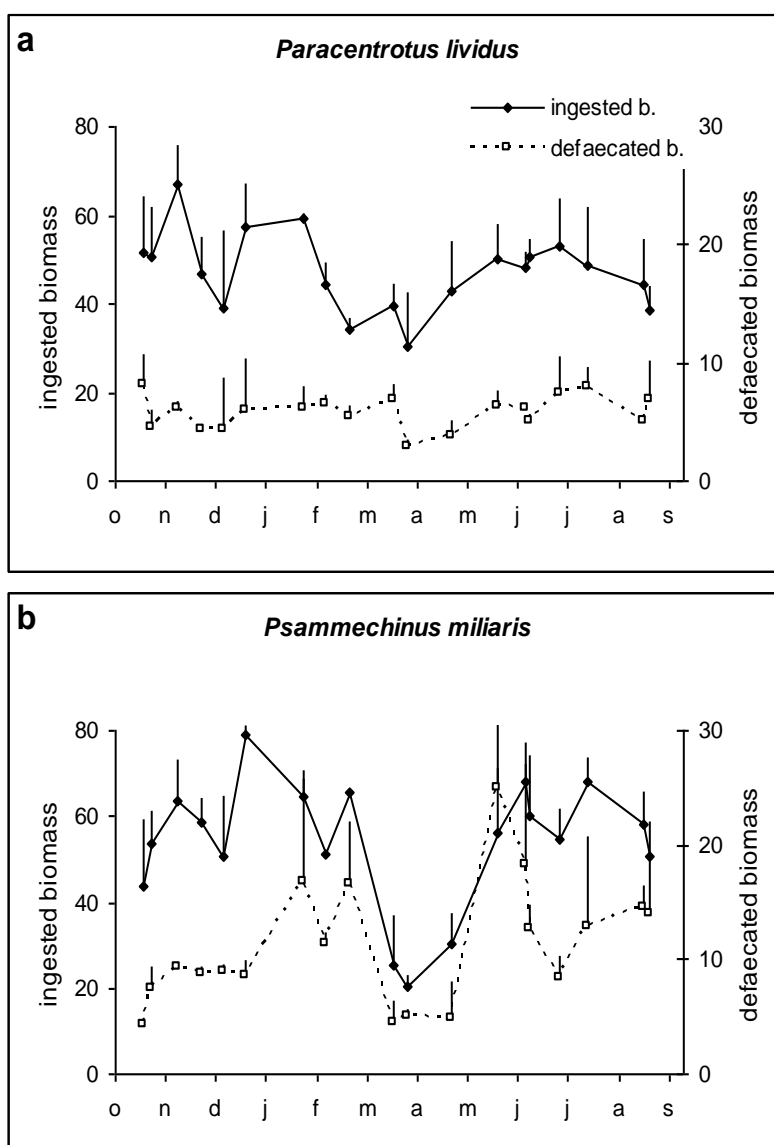 a
Paracentrotus lividus
ingested b.
defaecated b.
80
60
40
20
0
30
20
10
0
ingested biomass
defaecated biomass
o n d j f m a m j j a s
b
Psammechinus miliaris
80
60
40
20
0
30
20
10
0
ingested biomass
defaecated biomass
o n d j f m a m j j a s